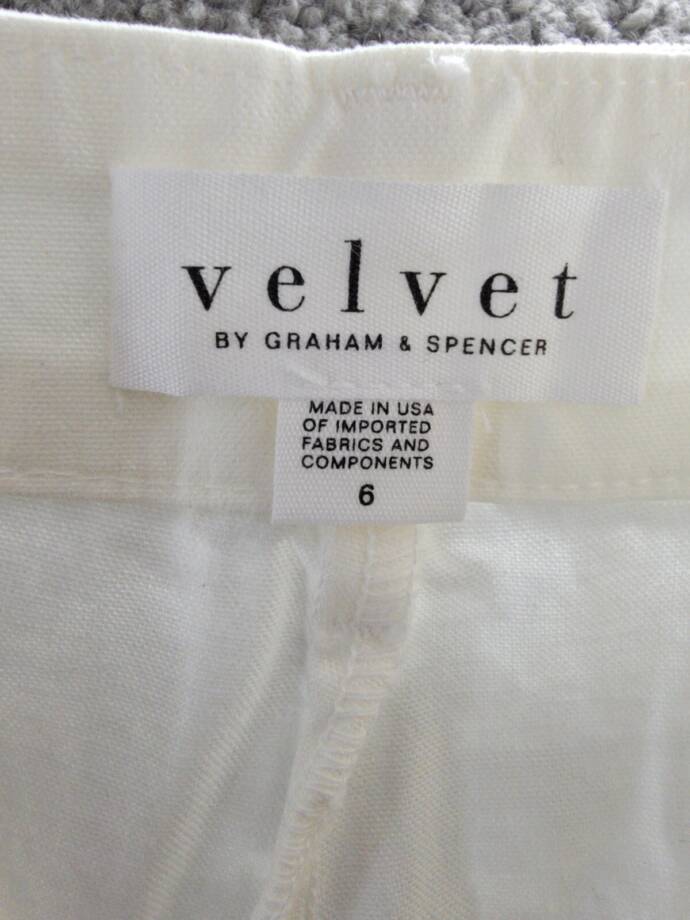 velvet
BY GRAHAM & SPENCER
MADE IN USA
OF IMPORTED
FABRICS AND
COMPONENTS
6